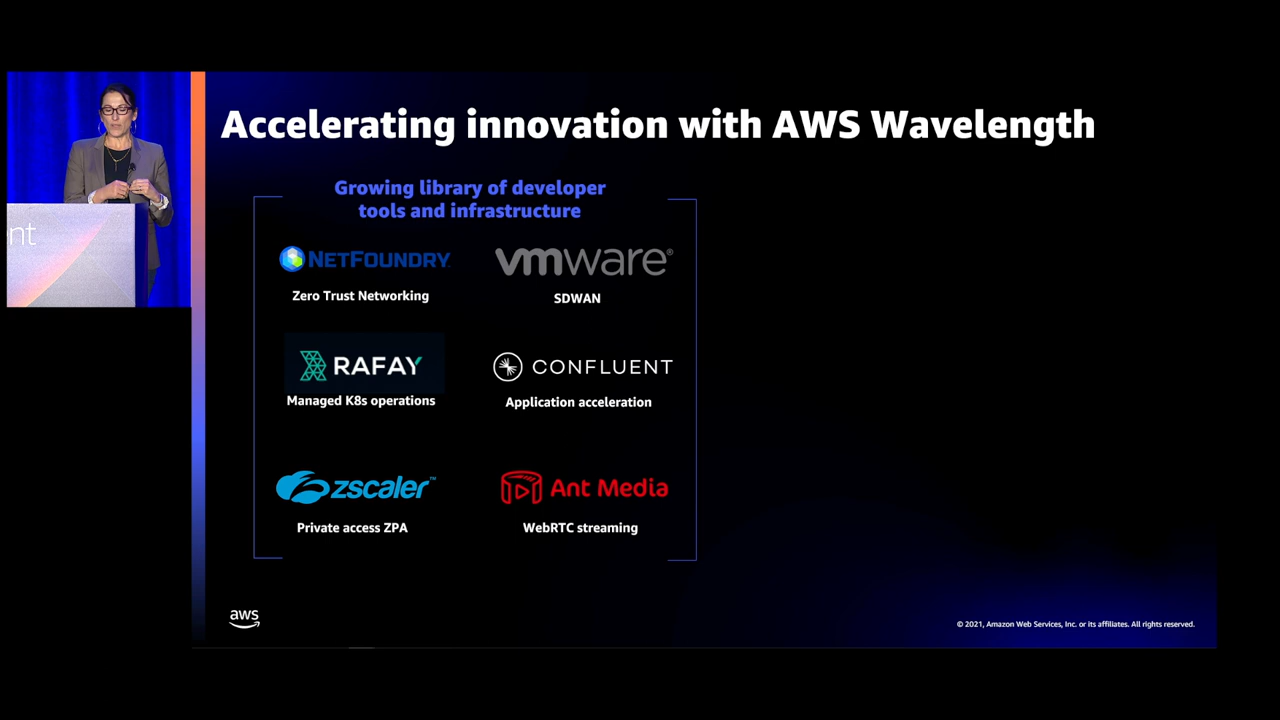 Accelerating innovation with AWS Wavelength
Growing library of developer
tools and infrastructure
NETFOUNDRY
Zero Trust Networking
vmware®
SDWAN
RAFAY
Managed K8s operations
CONFLUENT
Application acceleration
zscaler™
Private access ZPA
Ant Media
WebRTC streaming
nt
aws
© 2021, Amazon Web Services, Inc. or its affiliates. All rights reserved.